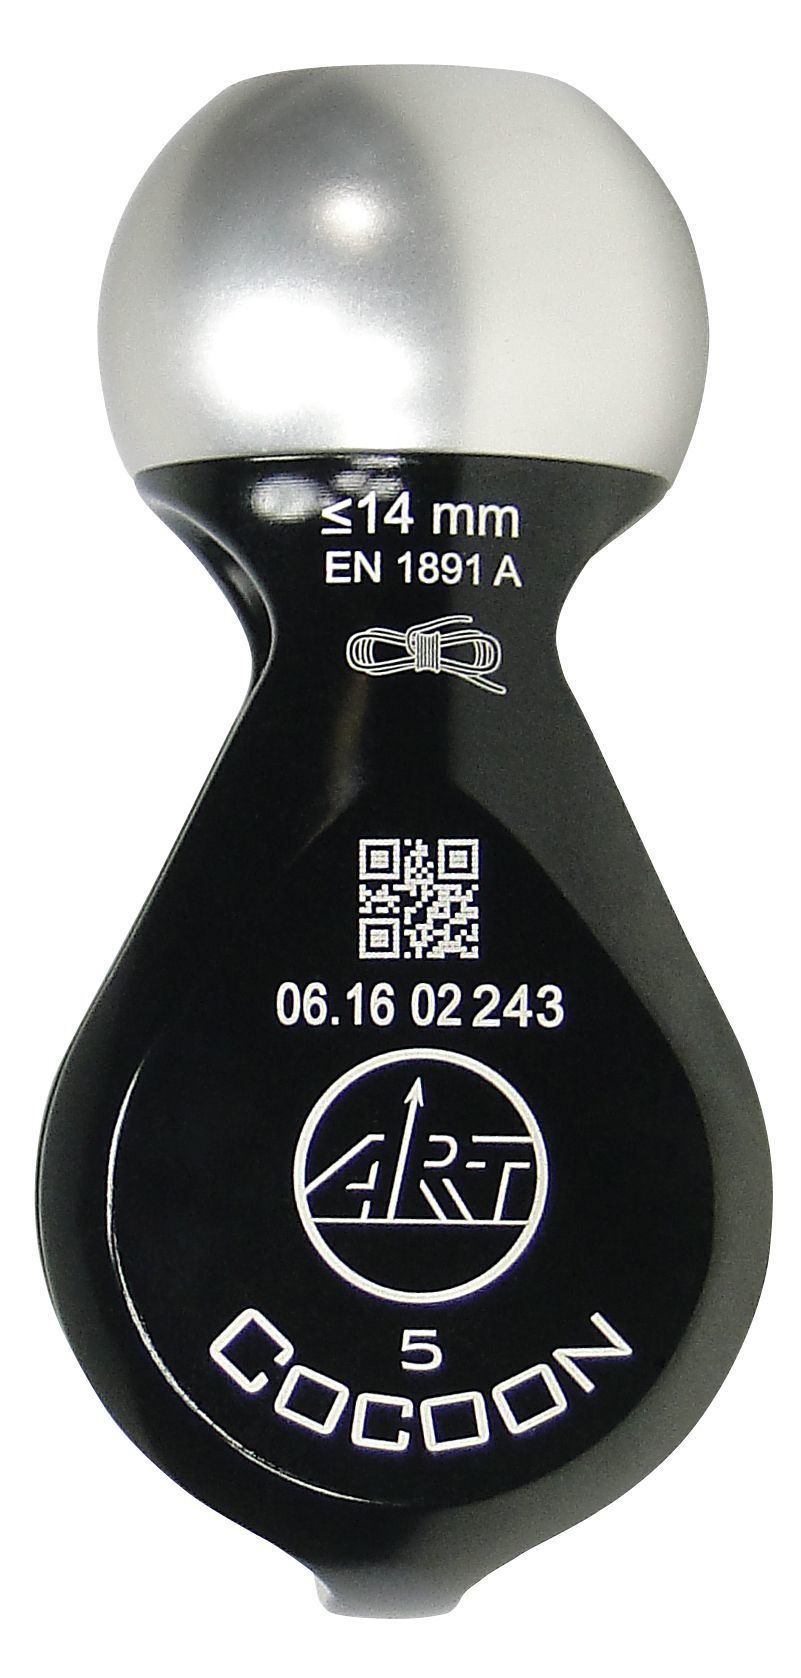 ≤14 mm
EN 1891 A
06.16 02 243
ART
5
COCOON